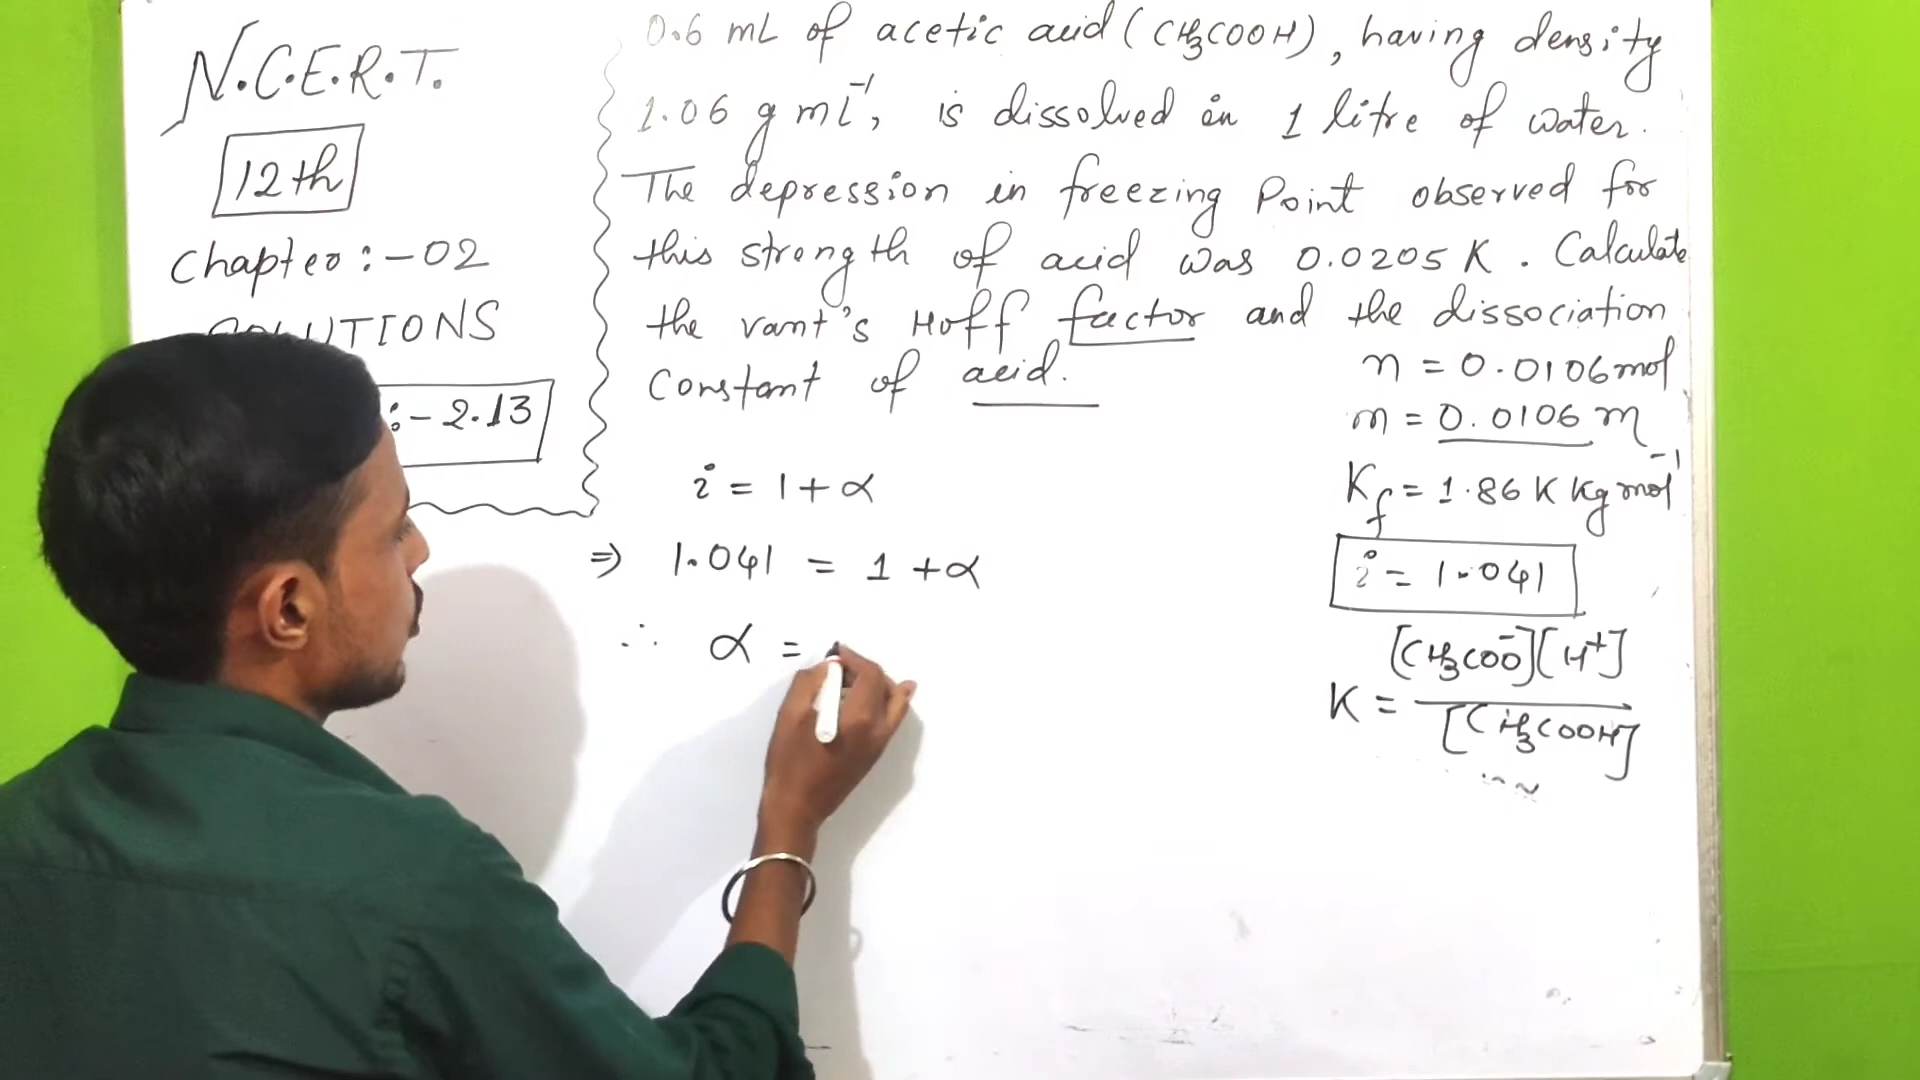 N.C.E.R.T.
12th
Chapter :- 02
SOLUTIONS
:- 2.13
0.6 mL of acetic acid (CH₃COOH), having density
1.06 g mL⁻¹, is dissolved in 1 litre of water.
The depression in freezing Point observed for
this strength of acid was 0.0205 K. Calculate
the vant's Hoff factor and the dissociation
Constant of acid.
i = 1 + α
⇒ 1.041 = 1 + α
∴ α =
n = 0.0106 mol
m = 0.0106 m
K_f = 1.86 K Kg mol⁻¹
i = 1.041
K = [CH₃COO⁻][H⁺] / [CH₃COOH]